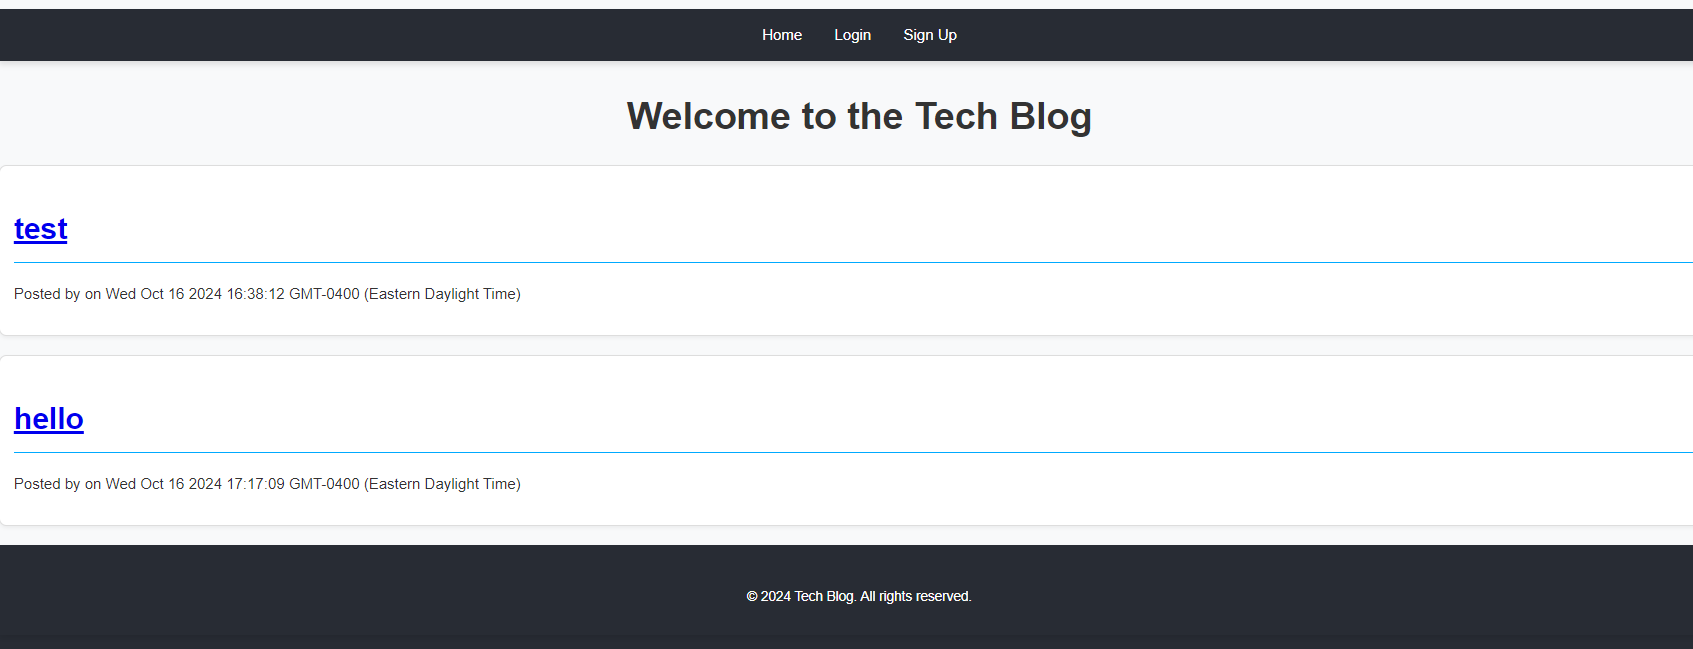 Home Login Sign Up
Welcome to the Tech Blog
test
Posted by on Wed Oct 16 2024 16:38:12 GMT-0400 (Eastern Daylight Time)
hello
Posted by on Wed Oct 16 2024 17:17:09 GMT-0400 (Eastern Daylight Time)
© 2024 Tech Blog. All rights reserved.